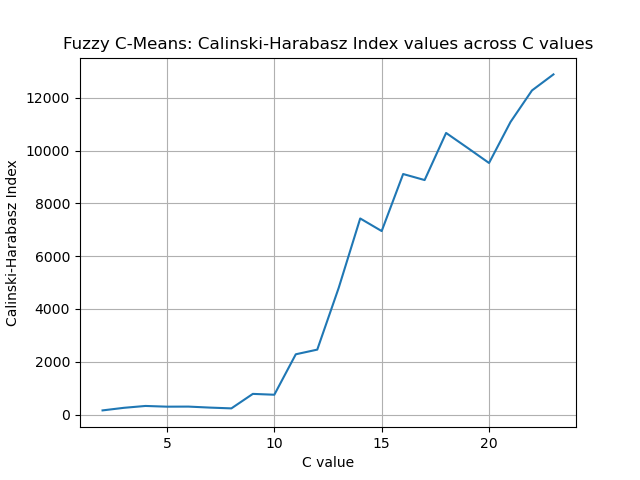 Fuzzy C-Means: Calinski-Harabasz Index values across C values
12000
10000
8000
6000
4000
2000
0
Calinski-Harabasz Index
5 10 15 20
C value